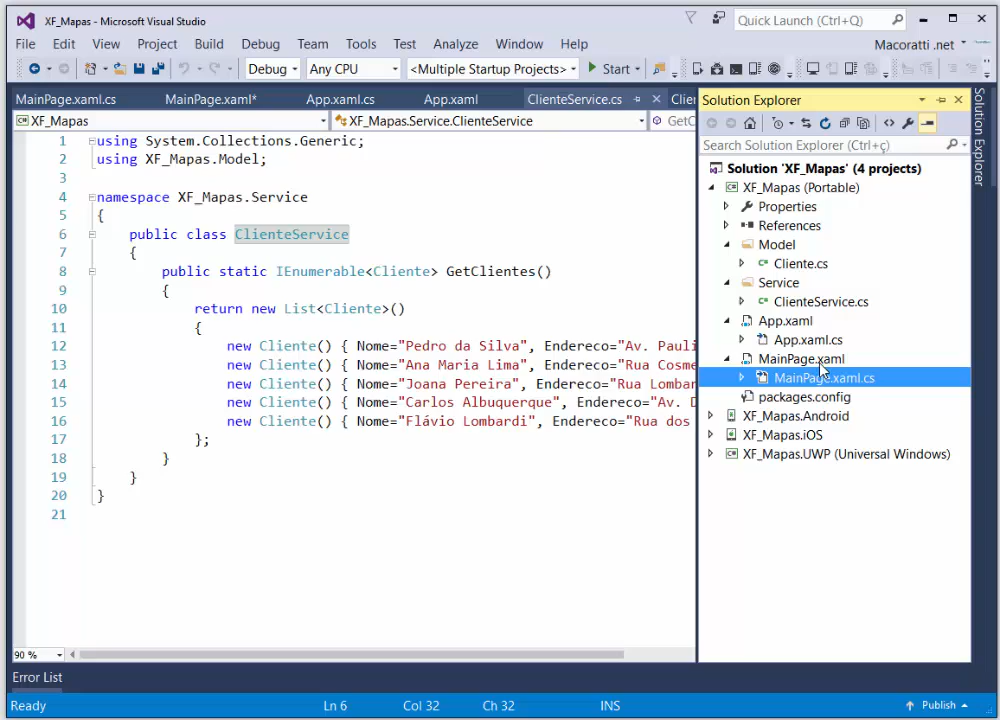 XF_Mapas - Microsoft Visual Studio
Quick Launch (Ctrl+Q)
File Edit View Project Build Debug Team Tools Test Analyze Window Help
Macoratti .net
Debug Any CPU <Multiple Startup Projects> Start
MainPage.xaml.cs MainPage.xaml* App.xaml.cs App.xaml ClienteService.cs Clier
XF_Mapas XF_Mapas.Service.ClienteService GetC
1 using System.Collections.Generic;
2 using XF_Mapas.Model;
3
4 namespace XF_Mapas.Service
5 {
6 public class ClienteService
7 {
8 public static IEnumerable<Cliente> GetClientes()
9 {
10 return new List<Cliente>()
11 {
12 new Cliente() { Nome="Pedro da Silva", Endereco="Av. Pauli
13 new Cliente() { Nome="Ana Maria Lima", Endereco="Rua Cosme
14 new Cliente() { Nome="Joana Pereira", Endereco="Rua Lombar
15 new Cliente() { Nome="Carlos Albuquerque", Endereco="Av. D
16 new Cliente() { Nome="Flávio Lombardi", Endereco="Rua dos
17 };
18 }
19 }
20 }
21
90 %
Solution Explorer
Search Solution Explorer (Ctrl+ç)
Solution 'XF_Mapas' (4 projects)
XF_Mapas (Portable)
Properties
References
Model
Cliente.cs
Service
ClienteService.cs
App.xaml
App.xaml.cs
MainPage.xaml
MainPage.xaml.cs
packages.config
XF_Mapas.Android
XF_Mapas.iOS
XF_Mapas.UWP (Universal Windows)
Solution Explorer
Error List
Ready Ln 6 Col 32 Ch 32 INS Publish